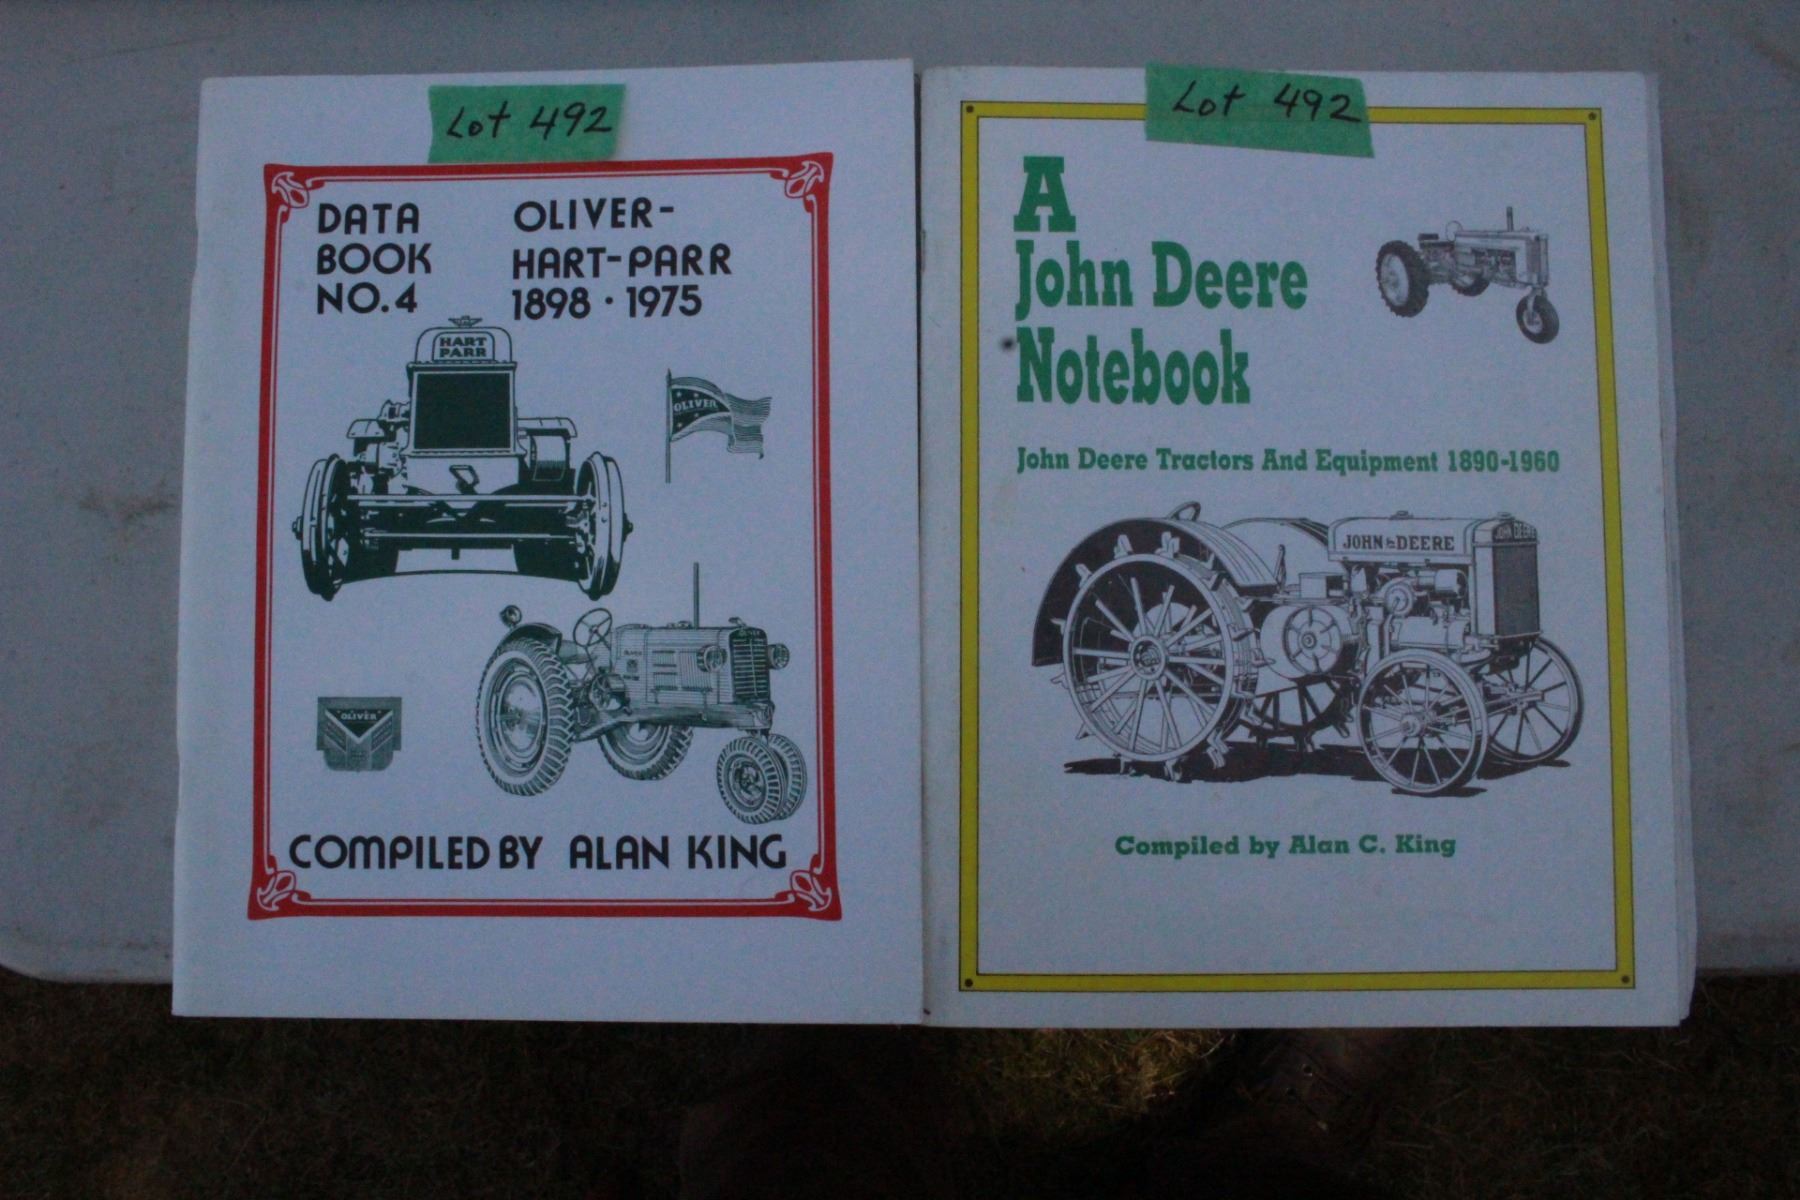 Lot 492
DATA
BOOK
NO.4
OLIVER-
HART-PARR
1898 · 1975
HART
PARR
OLIVER
OLIVER
OLIVER
OLIVER
COMPILED BY ALAN KING
Lot 492
A
John Deere
Notebook
John Deere Tractors And Equipment 1890-1960
JOHN DEERE
JOHN DEERE
Compiled by Alan C. King